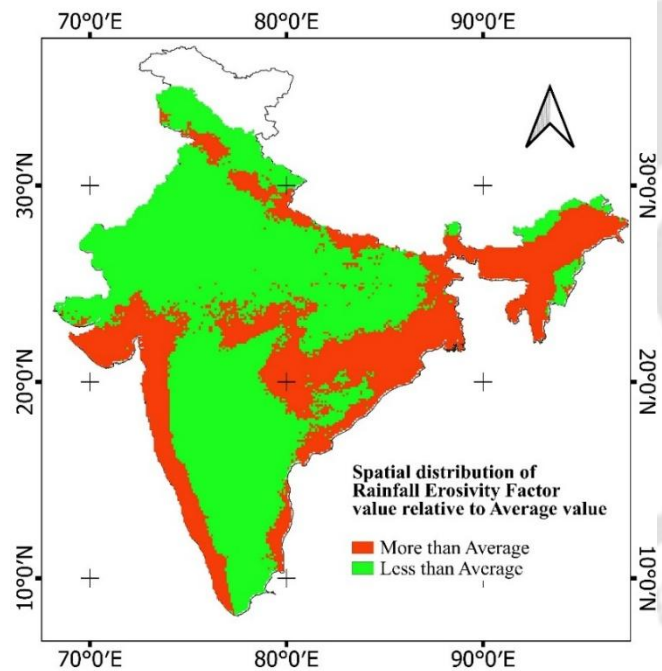 70°0'E 80°0'E 90°0'E
30°0'N 30°0'N
20°0'N 20°0'N
Spatial distribution of
Rainfall Erosivity Factor
value relative to Average value
More than Average
Less than Average
10°0'N 10°0'N
70°0'E 80°0'E 90°0'E